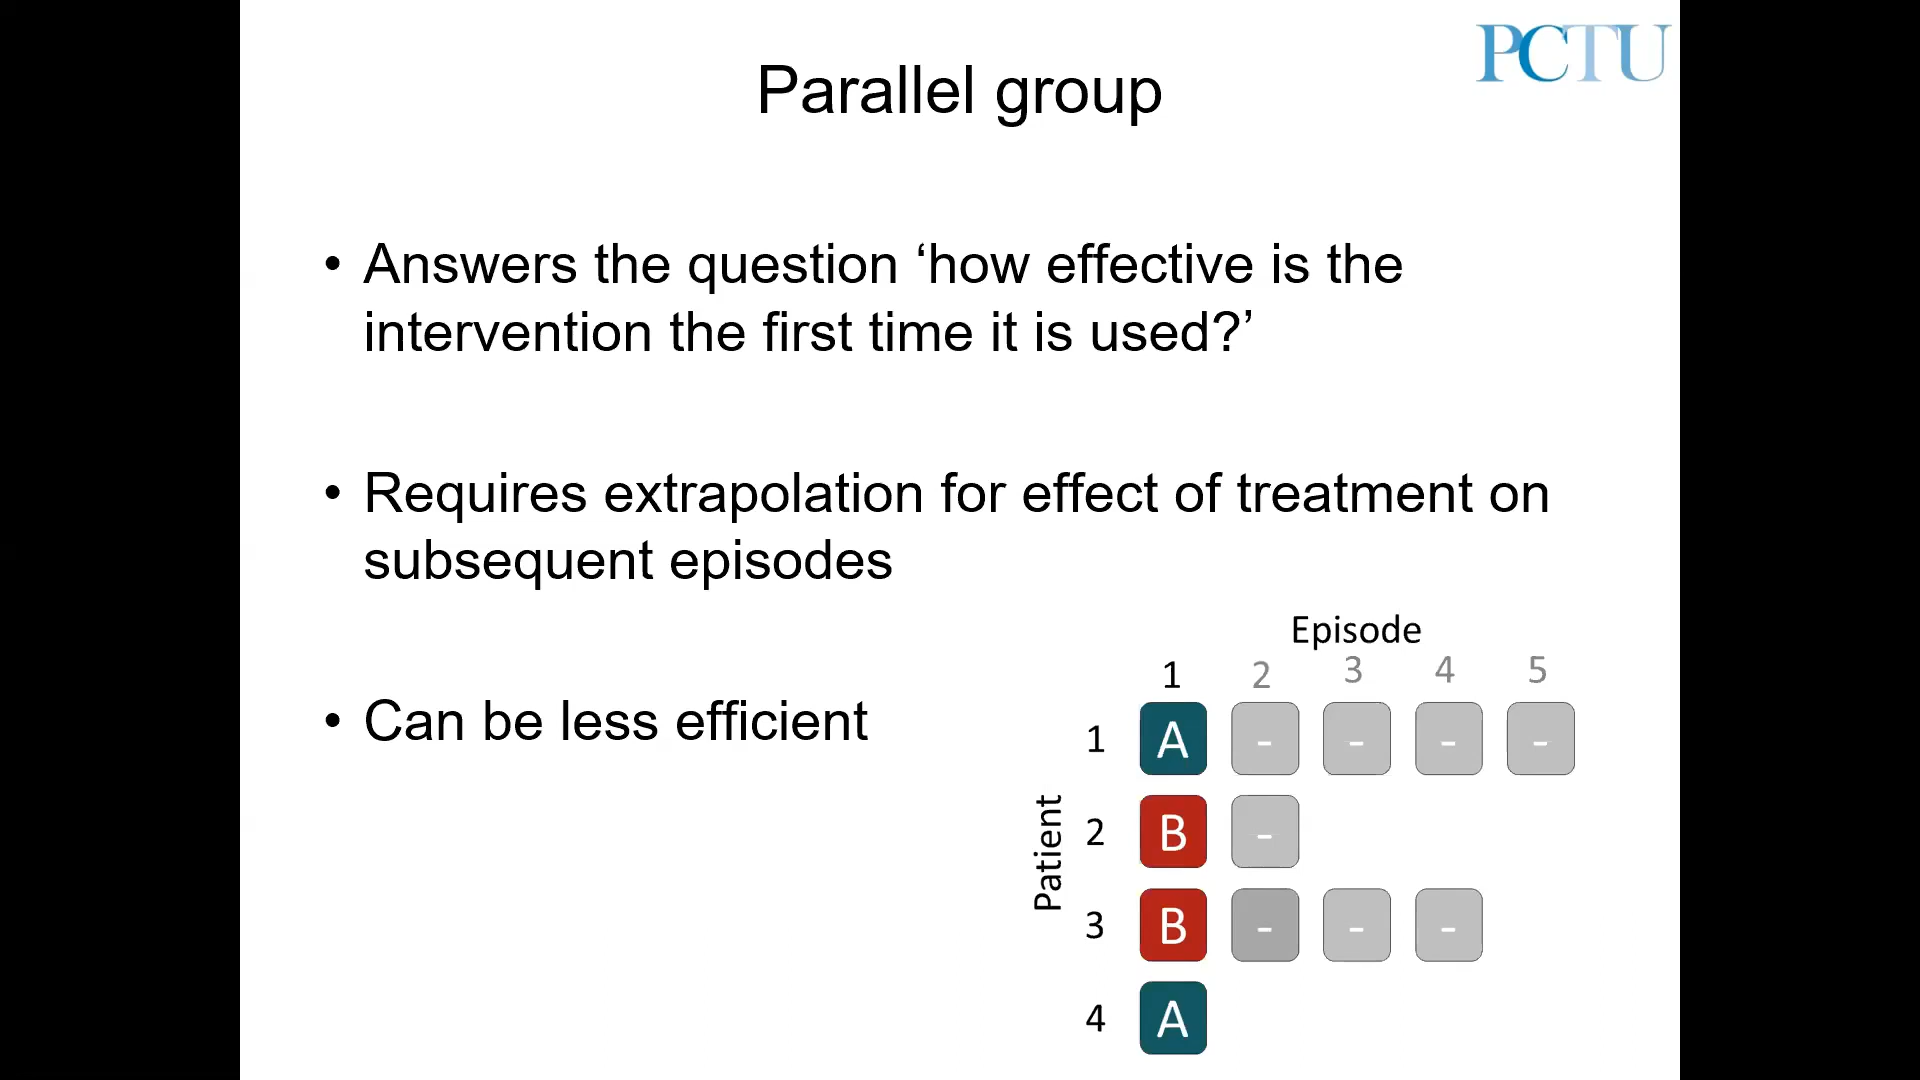 PCTU
Parallel group
• Answers the question ‘how effective is the
intervention the first time it is used?’
• Requires extrapolation for effect of treatment on
subsequent episodes
• Can be less efficient
Episode
1 2 3 4 5
Patient
1 A - - - -
2 B -
3 B - - -
4 A